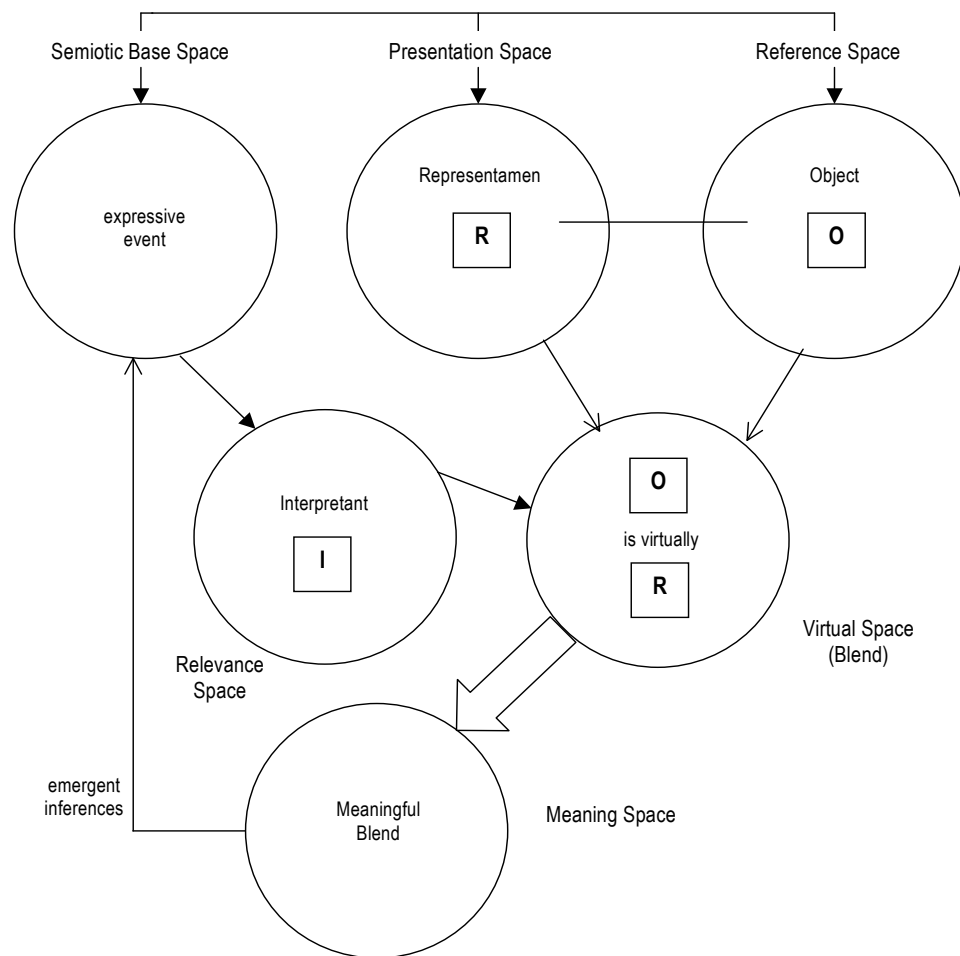 Semiotic Base Space
Presentation Space
Reference Space
expressive
event
Representamen
R
Object
O
Interpretant
I
O
is virtually
R
Relevance
Space
Virtual Space
(Blend)
emergent
inferences
Meaningful
Blend
Meaning Space